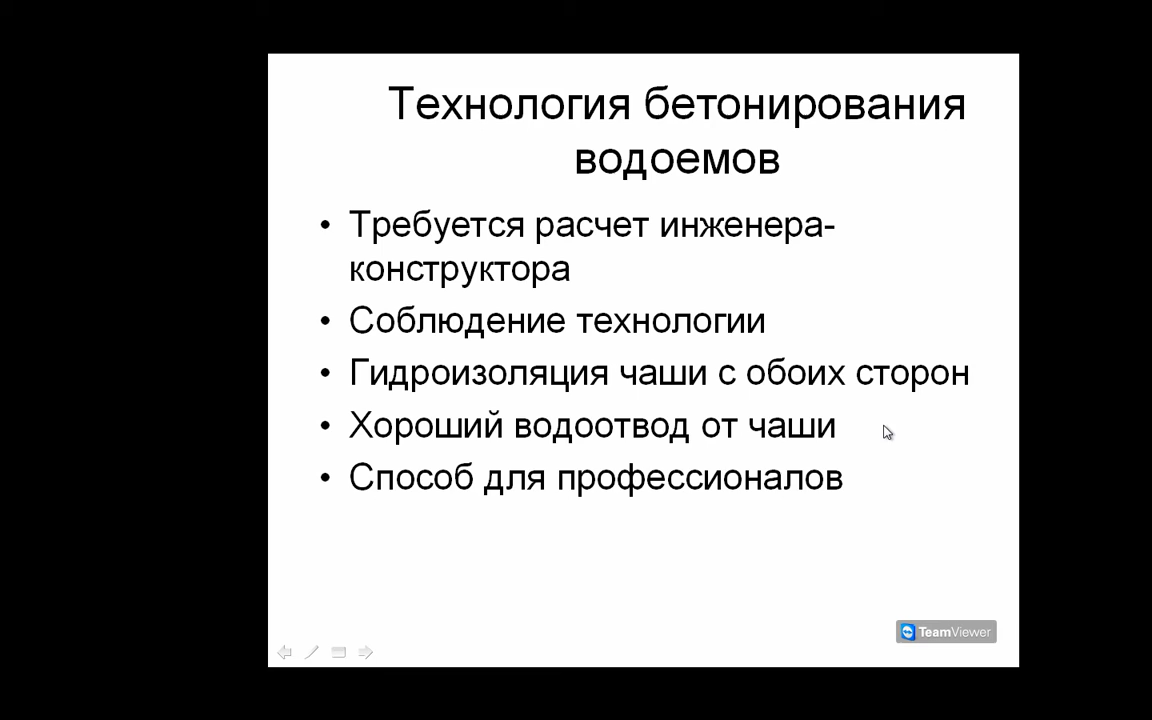 Технология бетонирования
водоемов
• Требуется расчет инженера-
конструктора
• Соблюдение технологии
• Гидроизоляция чаши с обоих сторон
• Хороший водоотвод от чаши
• Способ для профессионалов
TeamViewer